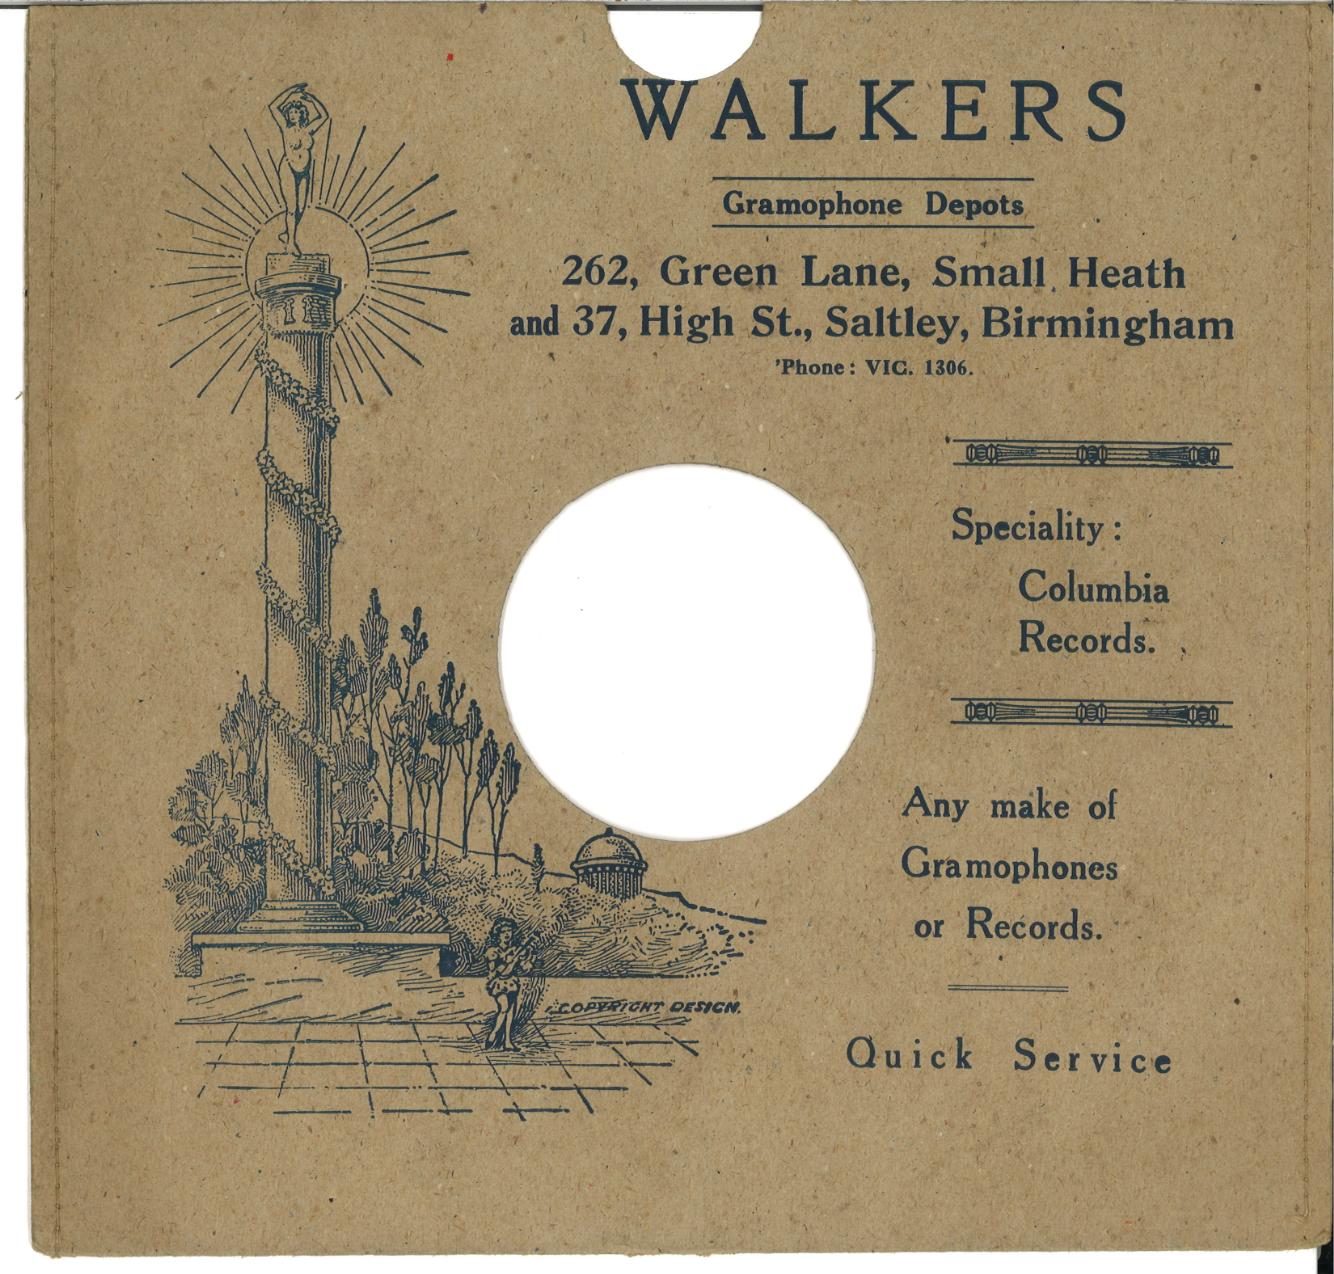 WALKERS
Gramophone Depots
262, Green Lane, Small Heath
and 37, High St., Saltley, Birmingham
'Phone: VIC. 1306.
Speciality:
Columbia
Records.
Any make of
Gramophones
or Records.
COPYRIGHT DESIGN.
Quick Service